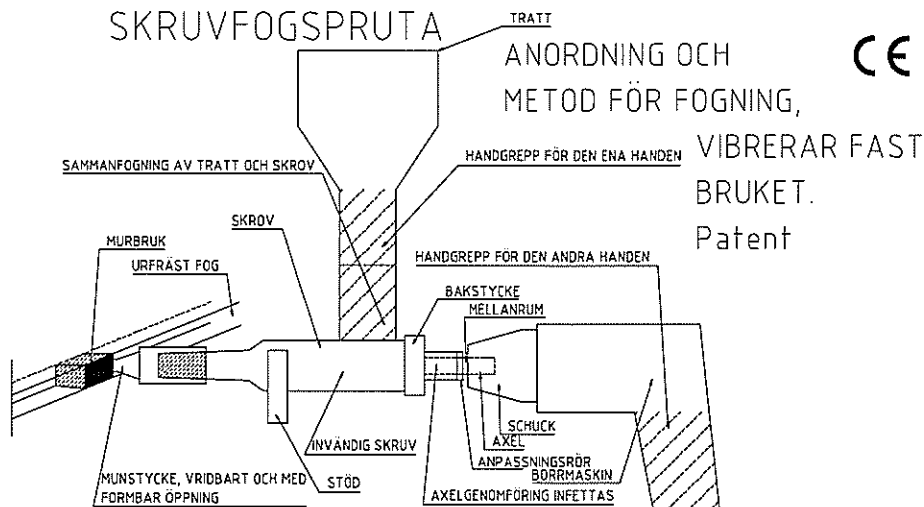 SKRUVFOGSPRUTA
TRATT
ANORDNING OCH
METOD FÖR FOGNING,
VIBRERAR FAST
BRUKET.
Patent
CE
SAMMANFOGNING AV TRATT OCH SKROV
HANDGREPP FÖR DEN ENA HANDEN
SKROV
MURBRUK
URFRÄST FOG
HANDGREPP FÖR DEN ANDRA HANDEN
BAKSTYCKE
MELLANRUM
SCHUCK
AXEL
INVÄNDIG SKRUV
ANPASSNINGSRÖR
BORRMASKIN
MUNSTYCKE, VRIDBART OCH MED
FORMBAR ÖPPNING
STÖD
AXELGENOMFÖRING INFETTAS